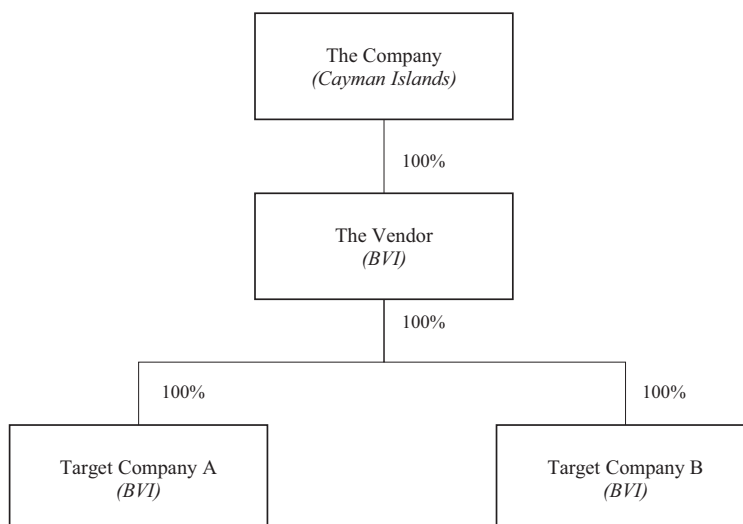 The Company
(Cayman Islands)
100%
The Vendor
(BVI)
100%
100%
100%
Target Company A
(BVI)
Target Company B
(BVI)